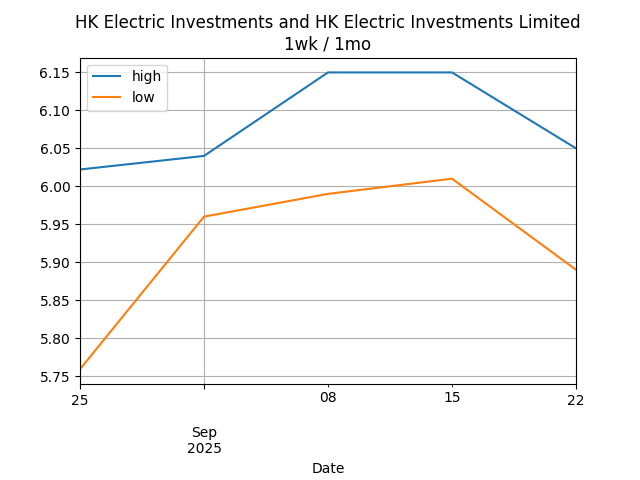 HK Electric Investments and HK Electric Investments Limited
1wk / 1mo
high
low
6.15
6.10
6.05
6.00
5.95
5.90
5.85
5.80
5.75
25
08
15
22
Sep
2025
Date